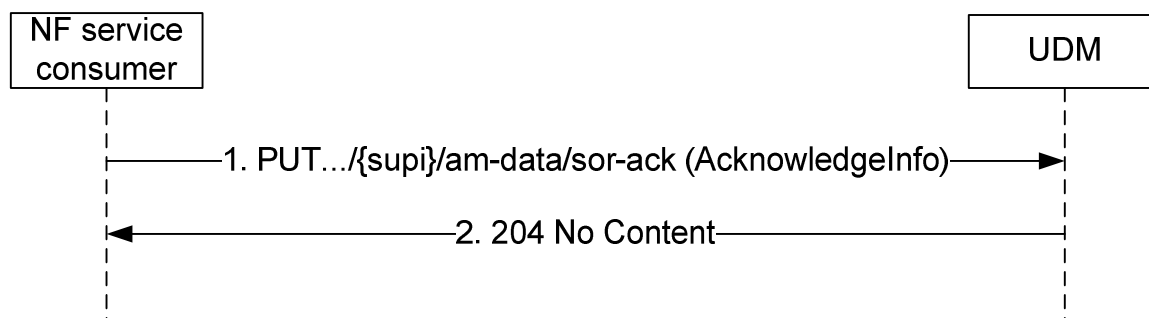 NF service
consumer
UDM
1. PUT.../{supi}/am-data/sor-ack (AcknowledgeInfo)
2. 204 No Content